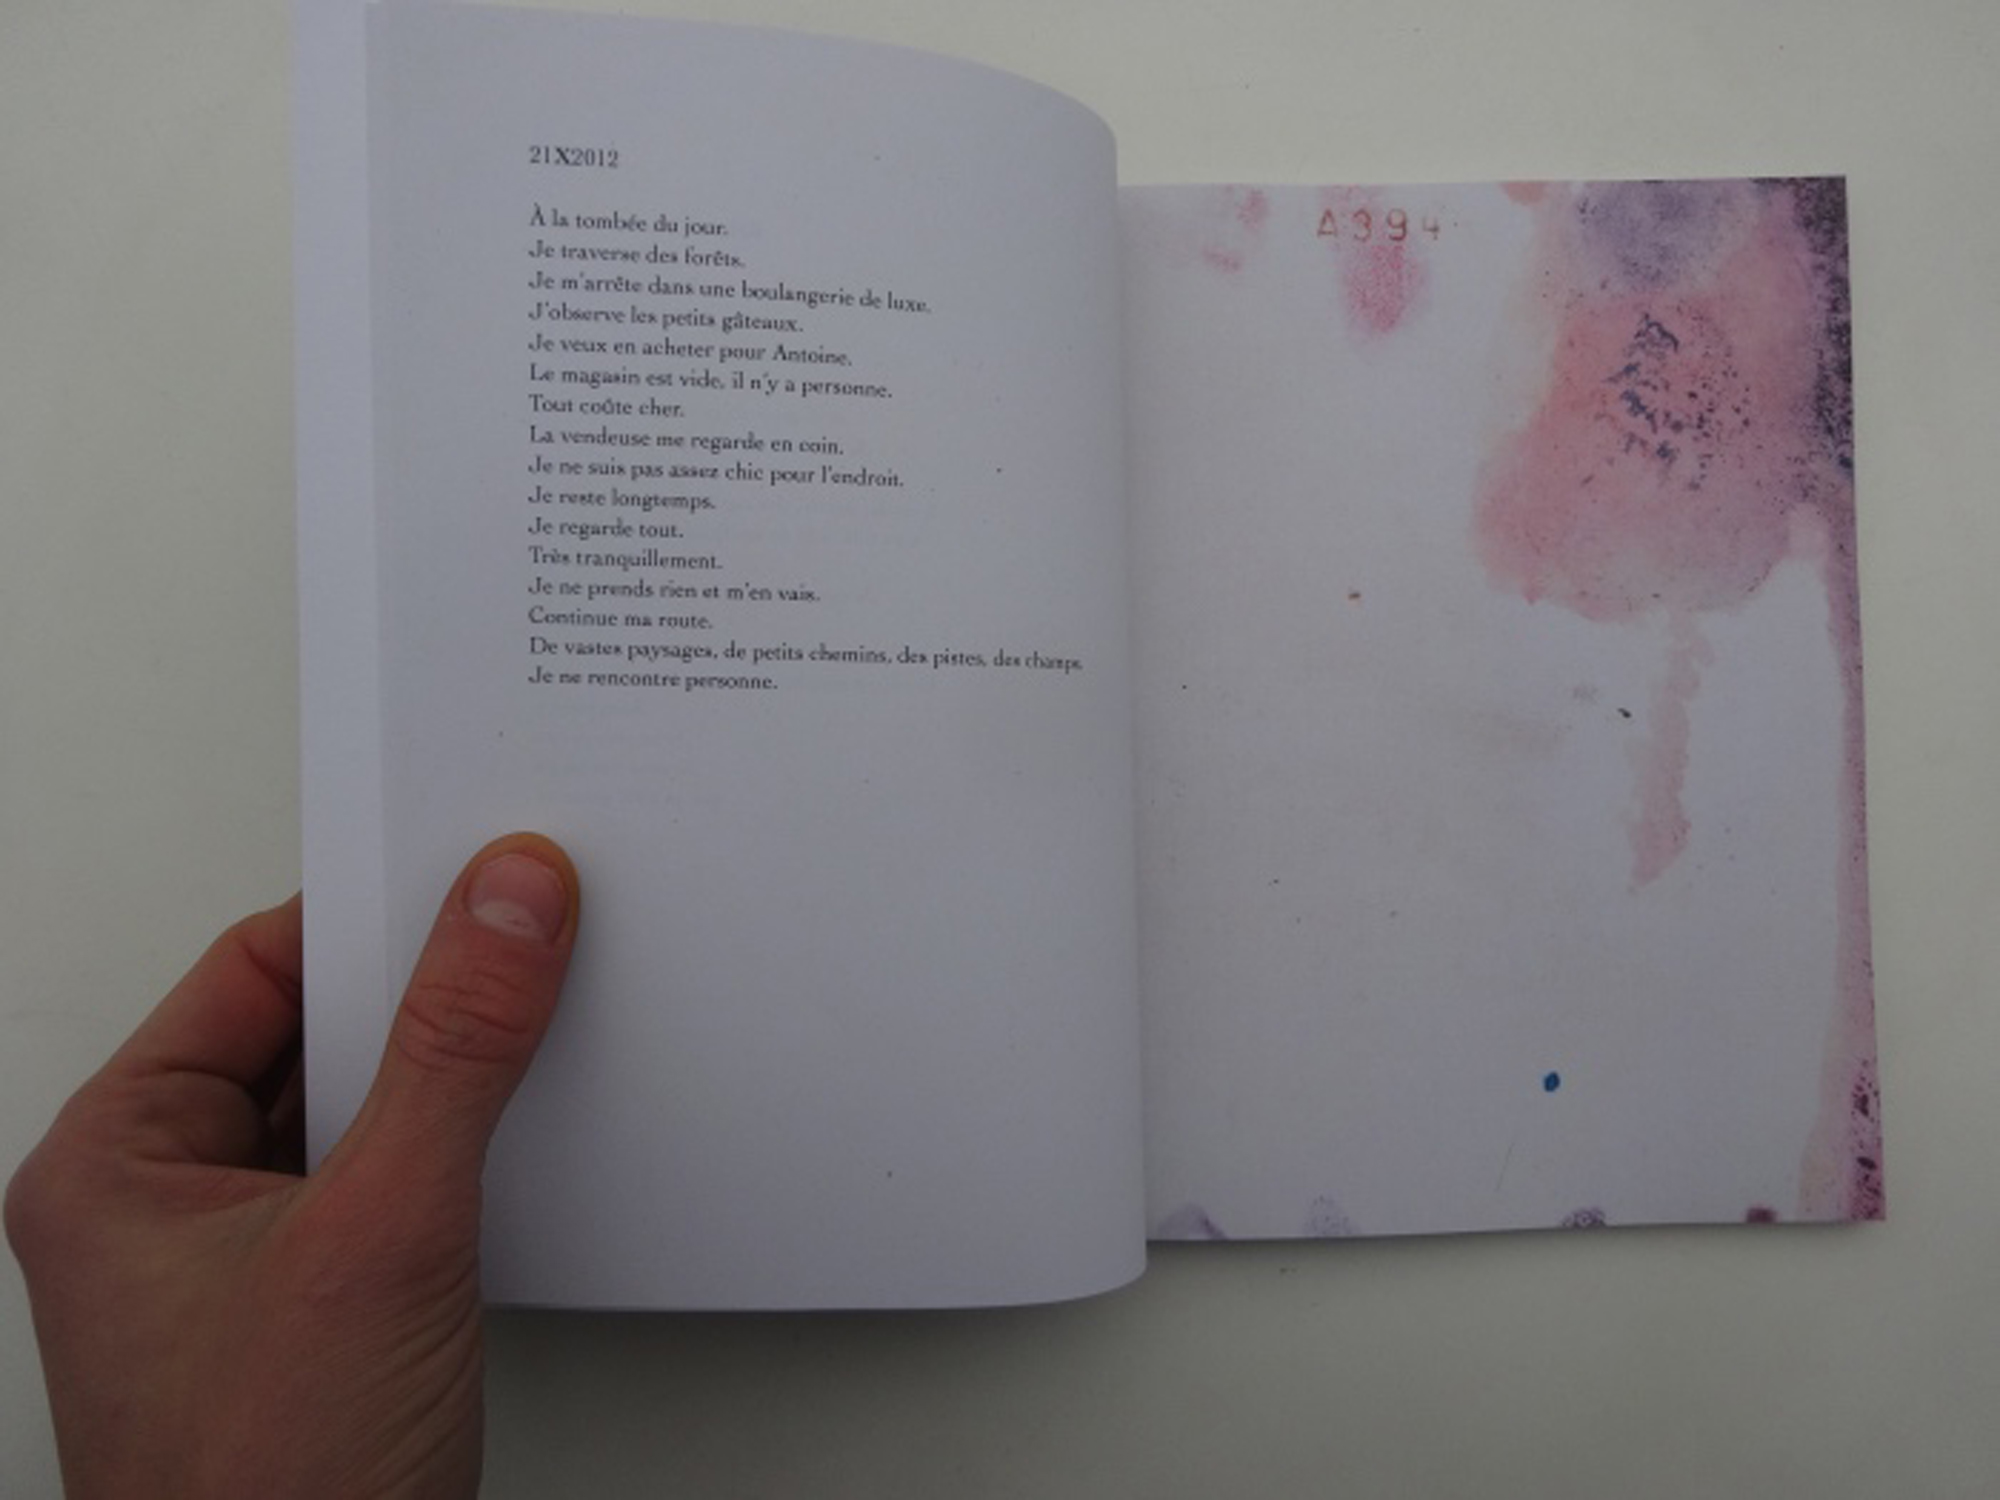 21X2012
À la tombée du jour.
Je traverse des forêts.
Je m'arrête dans une boulangerie de luxe.
J'observe les petits gâteaux.
Je veux en acheter pour Antoine.
Le magasin est vide, il n'y a personne.
Tout coûte cher.
La vendeuse me regarde en coin.
Je ne suis pas assez chic pour l'endroit.
Je reste longtemps.
Je regarde tout.
Très tranquillement.
Je ne prends rien et m'en vais.
Continue ma route.
De vastes paysages, de petits chemins, des pistes, des champs.
Je ne rencontre personne.
A394